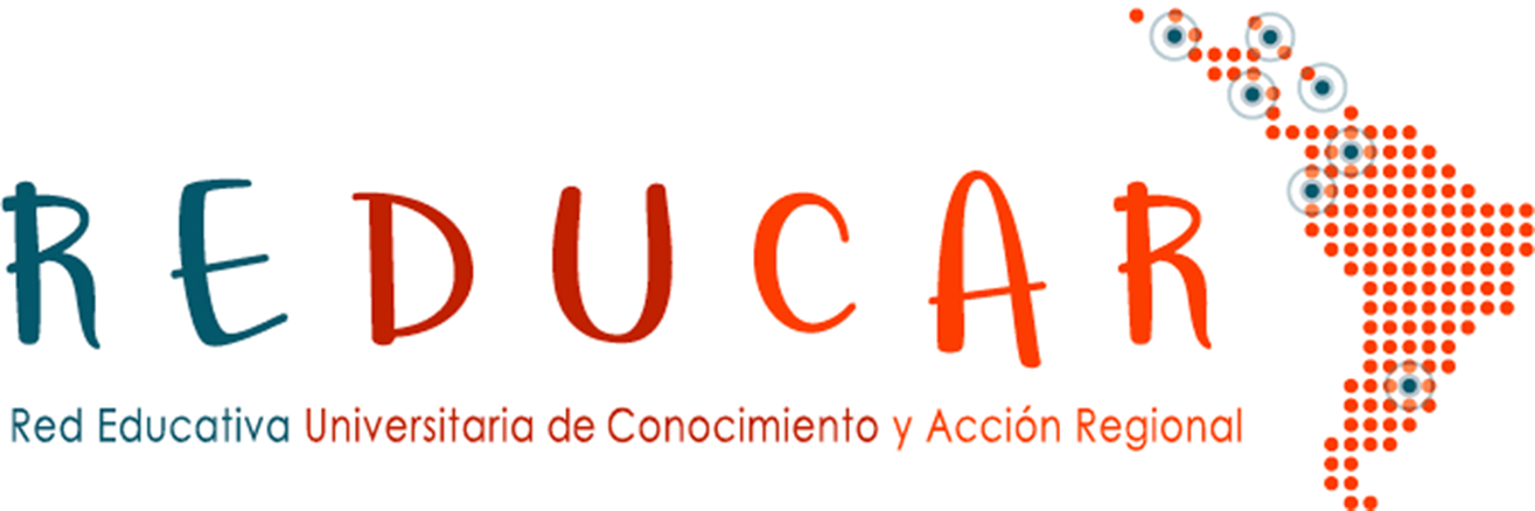 REDUCAR
Red Educativa Universitaria de Conocimiento y Acción Regional